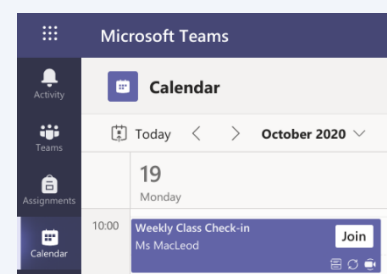 Microsoft Teams
Activity
Calendar
Today
October 2020
Teams
19
Monday
Assignments
10:00
Weekly Class Check-in
Ms MacLeod
Join
Calendar